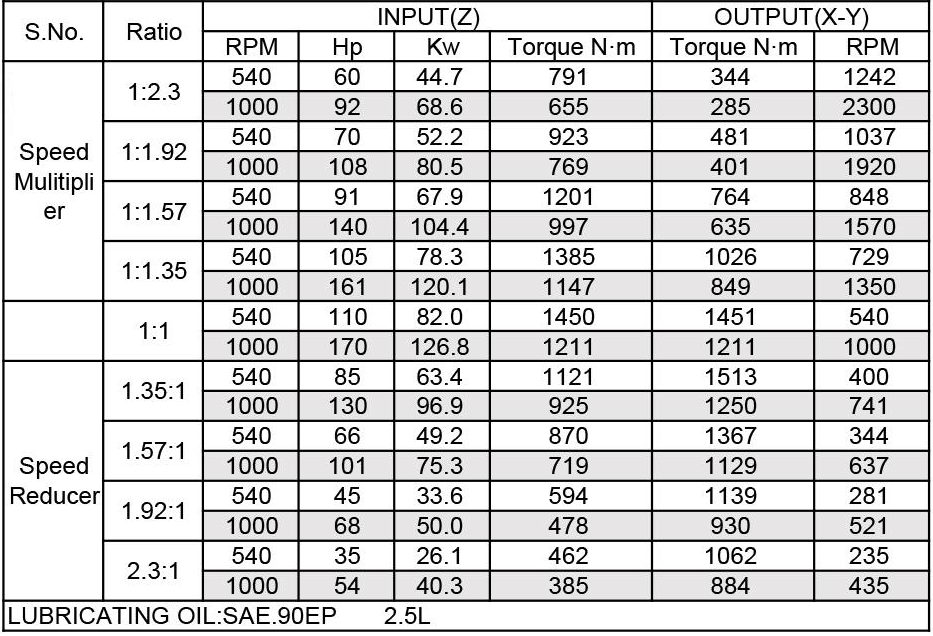 S.No. Ratio INPUT(Z) OUTPUT(X-Y)
RPM Hp Kw Torque N·m Torque N·m RPM
Speed Mulitipli er
1:2.3 540 60 44.7 791 344 1242
1000 92 68.6 655 285 2300
1:1.92 540 70 52.2 923 481 1037
1000 108 80.5 769 401 1920
1:1.57 540 91 67.9 1201 764 848
1000 140 104.4 997 635 1570
1:1.35 540 105 78.3 1385 1026 729
1000 161 120.1 1147 849 1350
1:1 540 110 82.0 1450 1451 540
1000 170 126.8 1211 1211 1000
Speed Reducer
1.35:1 540 85 63.4 1121 1513 400
1000 130 96.9 925 1250 741
1.57:1 540 66 49.2 870 1367 344
1000 101 75.3 719 1129 637
1.92:1 540 45 33.6 594 1139 281
1000 68 50.0 478 930 521
2.3:1 540 35 26.1 462 1062 235
1000 54 40.3 385 884 435
LUBRICATING OIL:SAE.90EP 2.5L